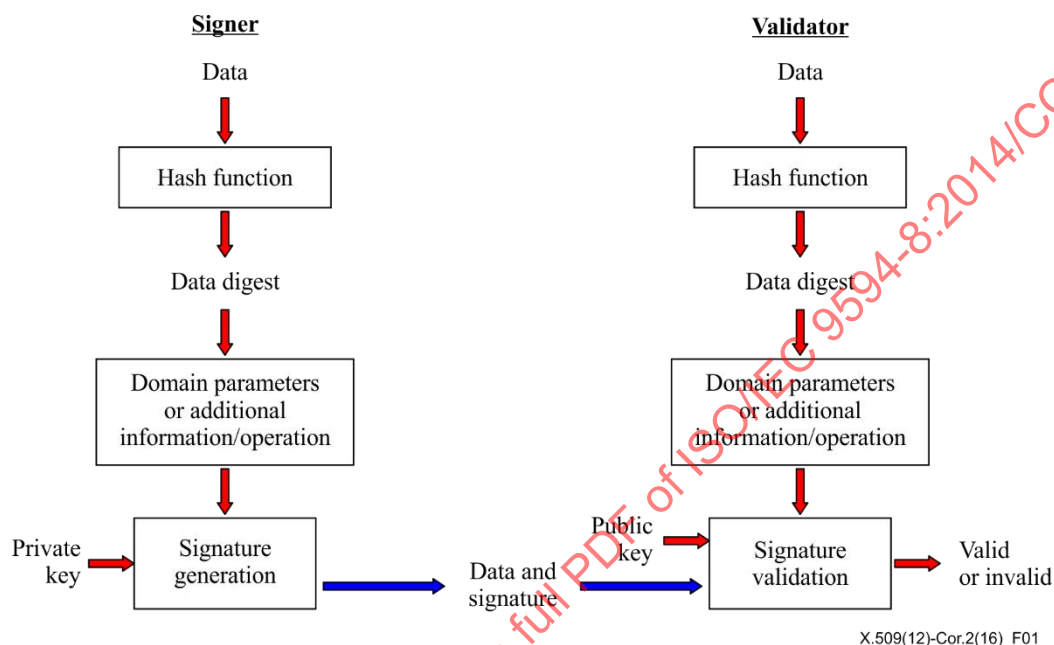 Signer
Data
Hash function
Data digest
Domain parameters
or additional
information/operation
Private
key
Signature
generation
Data and
signature
Validator
Data
Hash function
Data digest
Domain parameters
or additional
information/operation
Public
key
Signature
validation
Valid
or invalid
X.509(12)-Cor.2(16)_F01
full PDF of ISO/IEC 9594-8:2014/CO